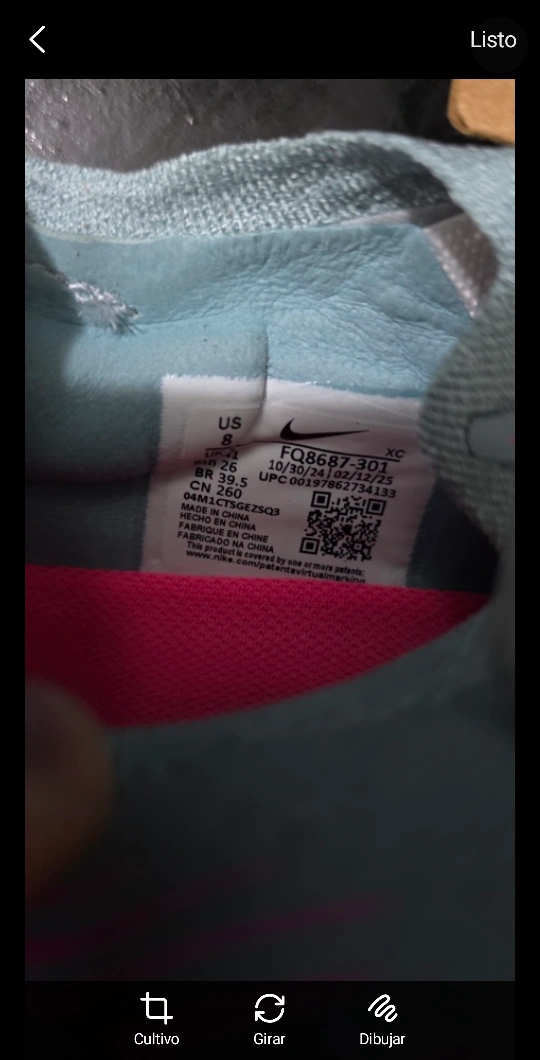 Listo
US
8
26
BR 39.5
CN 260
04M1CTSGEZSQ3
MADE IN CHINA
HECHO EN CHINA
FABRIQUE EN CHINE
FABRICADO NA CHINA
XC
FQ8687-301
10/30/24 | 02/12/25
UPC 00197862734133
This product is covered by one or more patents:
www.nike.com/patentsvirtualmarking
Cultivo
Girar
Dibujar